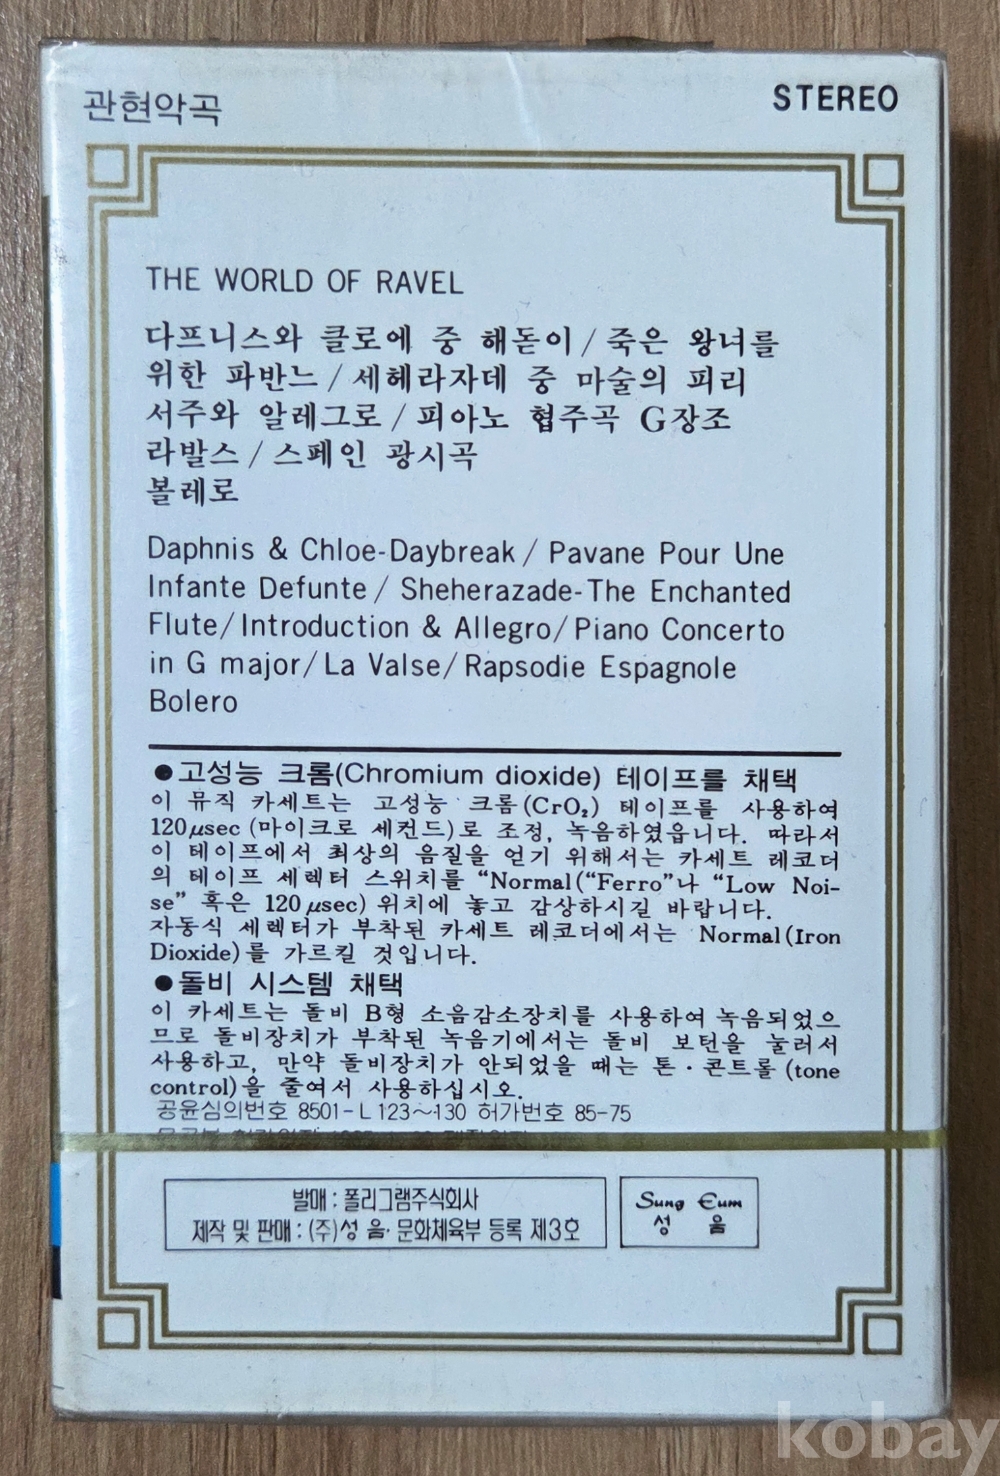 관현악곡
STEREO
THE WORLD OF RAVEL
다프니스와 클로에 중 해돋이 / 죽은 왕녀를
위한 파반느 / 세헤라자데 중 마술의 피리
서주와 알레그로 / 피아노 협주곡 G장조
라발스 / 스페인 광시곡
볼레로
Daphnis & Chloe-Daybreak / Pavane Pour Une
Infante Defunte / Sheherazade-The Enchanted
Flute/Introduction & Allegro/Piano Concerto
in G major/La Valse/Rapsodie Espagnole
Bolero
●고성능 크롬(Chromium dioxide) 테이프를 채택
이 뮤직 카세트는 고성능 크롬(CrO₂) 테이프를 사용하여
120μsec (마이크로 세컨드)로 조정, 녹음하였읍니다. 따라서
이 테이프에서 최상의 음질을 얻기 위해서는 카세트 레코더
의 테이프 세렉터 스위치를 “Normal(“Ferro”나 “Low Noi-
se” 혹은 120 μsec) 위치에 놓고 감상하시길 바랍니다.
자동식 세렉터가 부착된 카세트 레코더에서는 Normal(Iron
Dioxide)를 가르킬 것입니다.
●돌비 시스템 채택
이 카세트는 돌비 B형 소음감소장치를 사용하여 녹음되었으
므로 돌비장치가 부착된 녹음기에서는 돌비 보턴을 눌러서
사용하고, 만약 돌비장치가 안되었을 때는 톤·콘트롤 (tone
control)을 줄여서 사용하십시오.
공윤심의번호 8501-L123~130 허가번호 85-75
발매 : 폴리그램주식회사
제작 및 판매 : (주)성 음·문화체육부 등록 제3호
Sung Eum
성 음
kobay